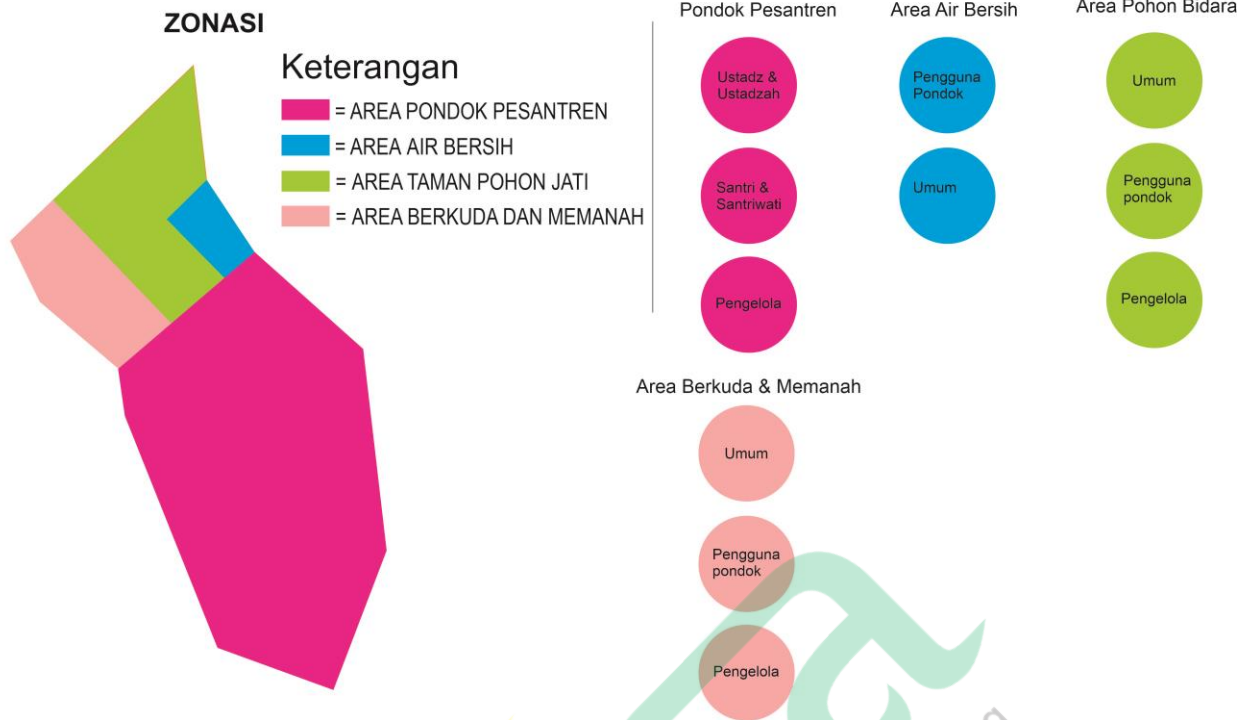 ZONASI
Keterangan
= AREA PONDOK PESANTREN
= AREA AIR BERSIH
= AREA TAMAN POHON JATI
= AREA BERKUDA DAN MEMANAH
Pondok Pesantren
Ustadz &
Ustadzah
Santri &
Santriwati
Pengelola
Area Air Bersih
Pengguna
Pondok
Umum
Area Pohon Bidara
Umum
Pengguna
pondok
Pengelola
Area Berkuda & Memanah
Umum
Pengguna
pondok
Pengelola